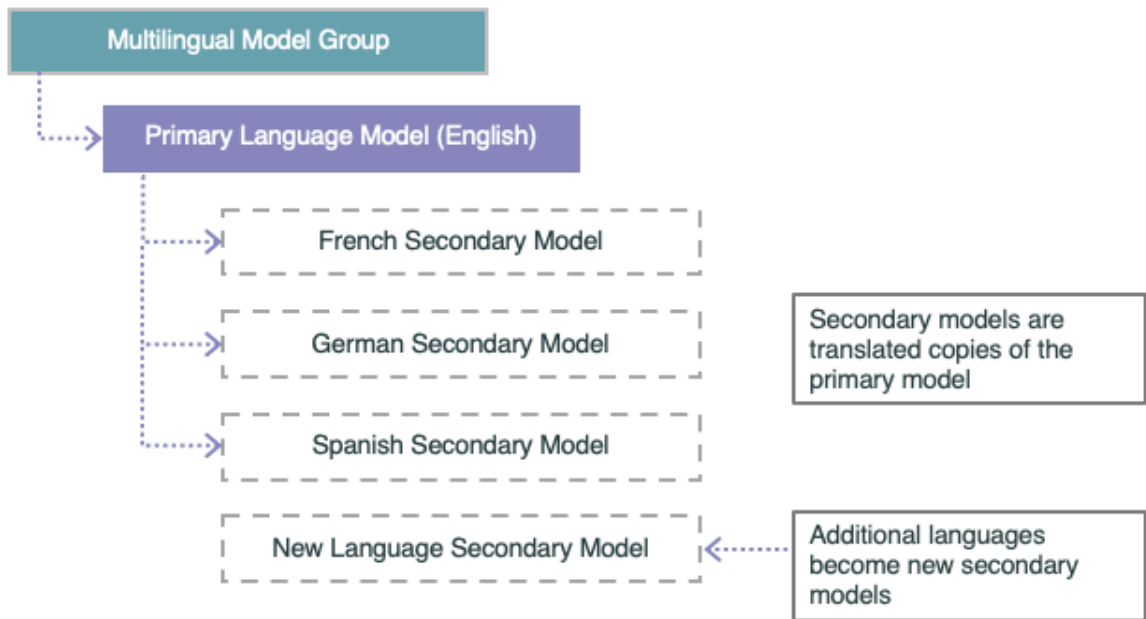 Multilingual Model Group
Primary Language Model (English)
French Secondary Model
German Secondary Model
Secondary models are
translated copies of the
primary model
Spanish Secondary Model
New Language Secondary Model
Additional languages
become new secondary
models